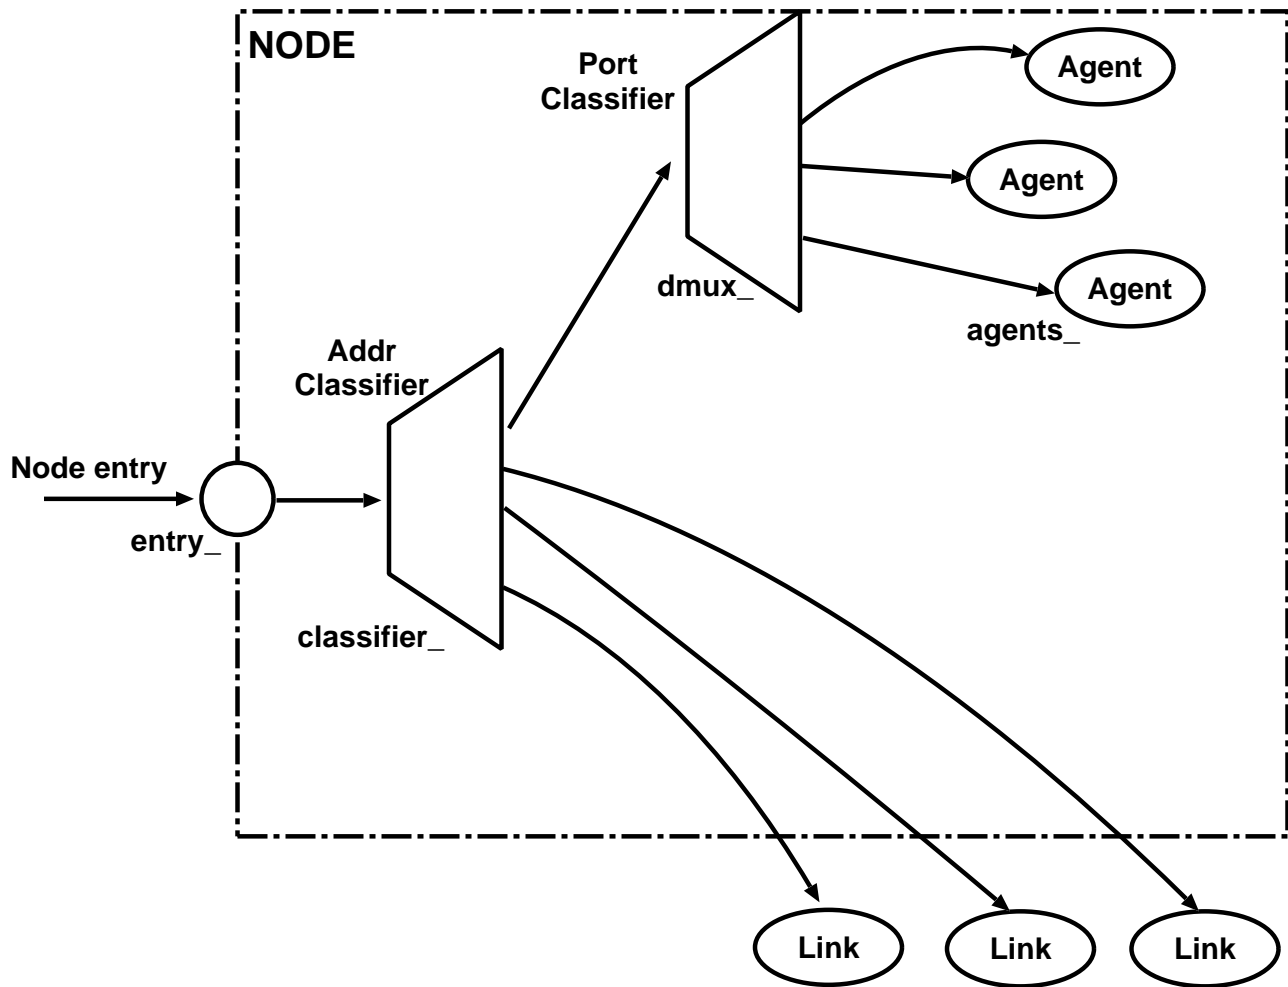 NODE
Port
Classifier
Agent
Agent
Agent
dmux_
agents_
Addr
Classifier
Node entry
entry_
classifier_
Link
Link
Link